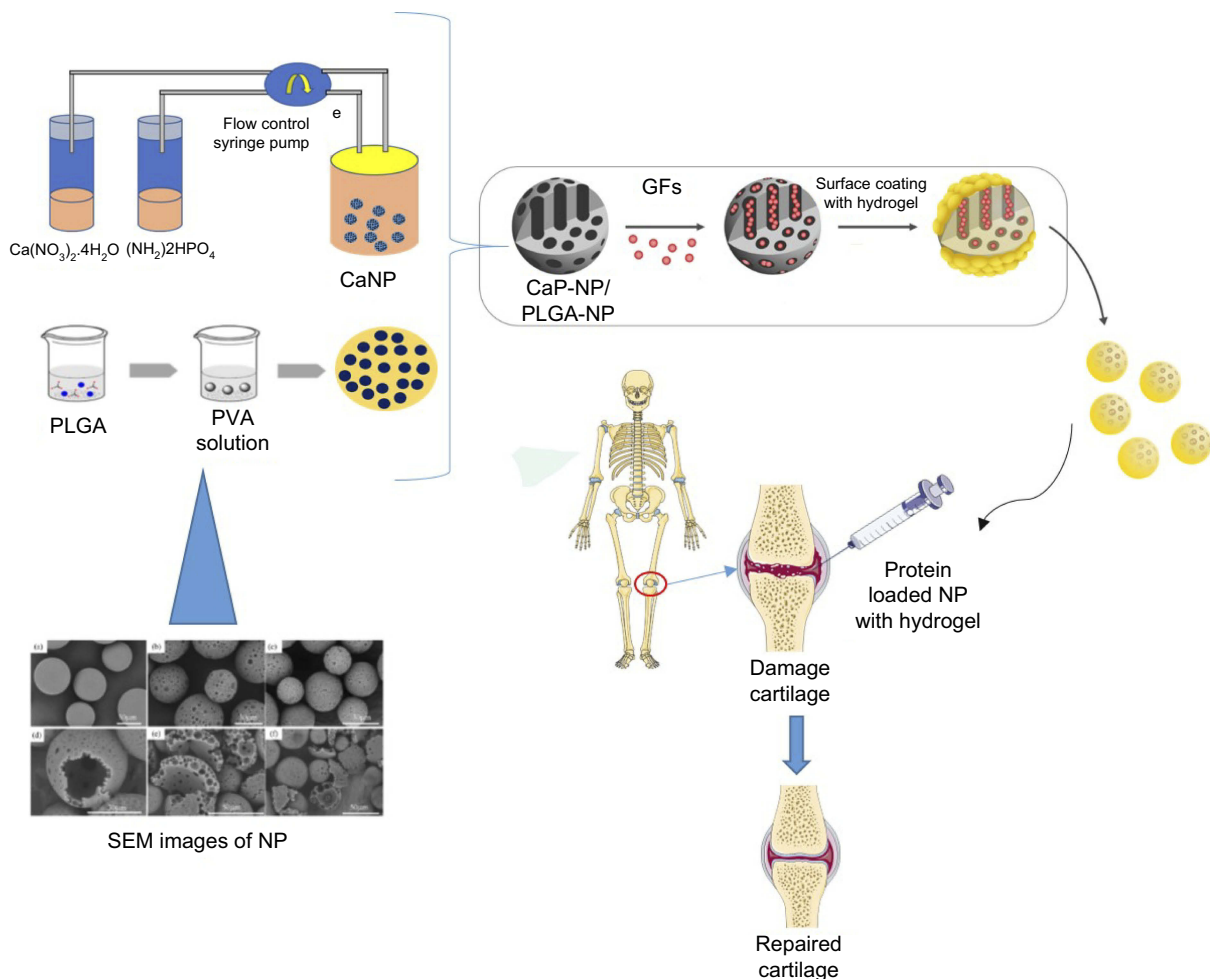 Flow control
syringe pump
e
Ca(NO₃)₂.4H₂O
(NH₂)2HPO₄
CaNP
PLGA
PVA
solution
GFs
Surface coating
with hydrogel
CaP-NP/
PLGA-NP
Protein
loaded NP
with hydrogel
Damage
cartilage
Repaired
cartilage
(a)
(b)
(c)
(d)
(e)
(f)
50μm
SEM images of NP